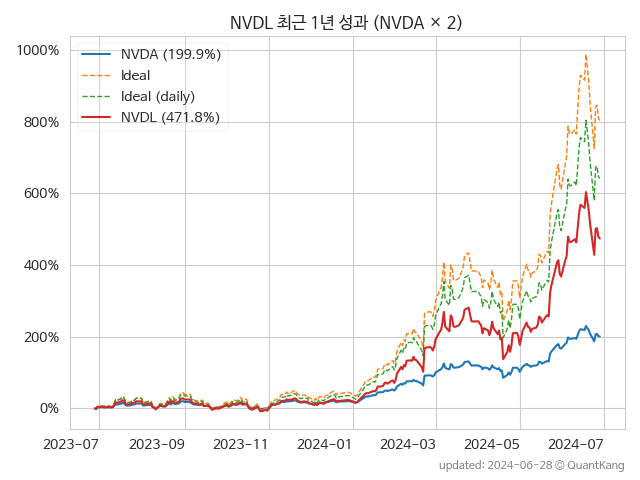 NVDL 최근 1년 성과 (NVDA × 2)
1000%
800%
600%
400%
200%
0%
NVDA (199.9%)
Ideal
Ideal (daily)
NVDL (471.8%)
2023-07 2023-09 2023-11 2024-01 2024-03 2024-05 2024-07
updated: 2024-06-28 © QuantKang